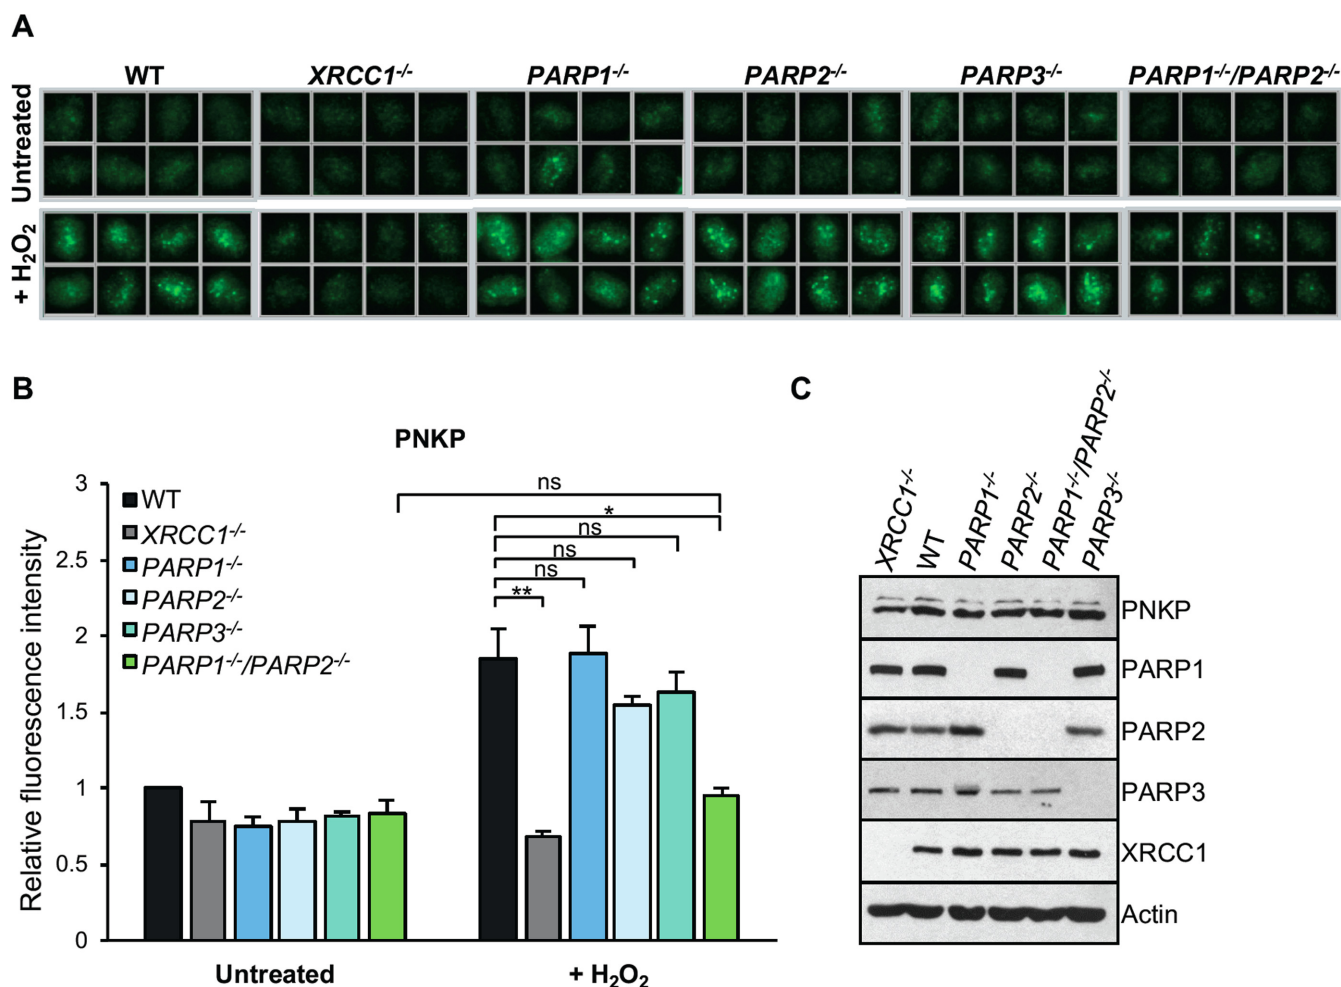 A
WT XRCC1-/- PARP1-/- PARP2-/- PARP3-/- PARP1-/-/PARP2-/-
Untreated
+ H2O2
B
PNKP
Relative fluorescence intensity
3
2.5
2
1.5
1
0.5
0
WT
XRCC1-/-
PARP1-/-
PARP2-/-
PARP3-/-
PARP1-/-/PARP2-/-
ns
*
ns
ns
ns
**
Untreated
+ H2O2
C
XRCC1-/- WT PARP1-/- PARP2-/- PARP1-/-/PARP2-/- PARP3-/-
PNKP
PARP1
PARP2
PARP3
XRCC1
Actin